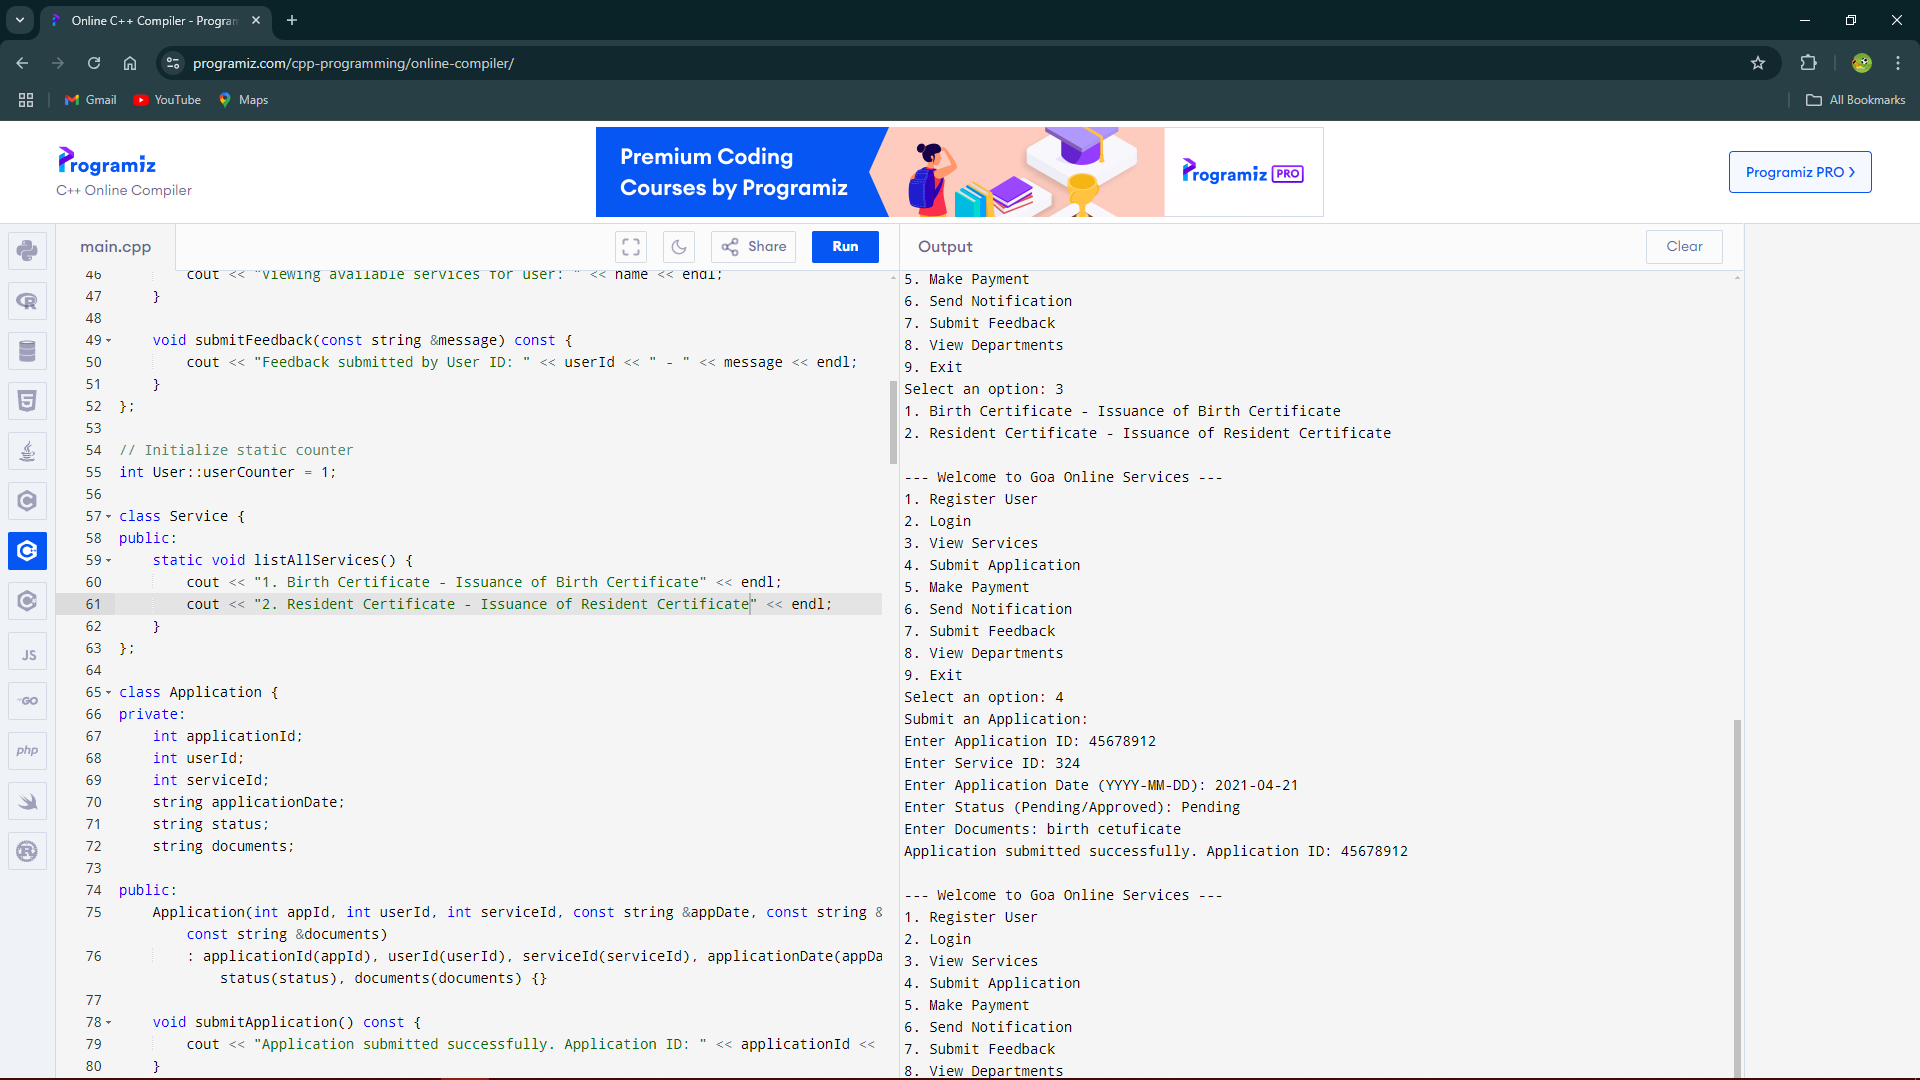 Online C++ Compiler - Program
programiz.com/cpp-programming/online-compiler/
Gmail YouTube Maps All Bookmarks
Programiz
C++ Online Compiler
Premium Coding
Courses by Programiz
Programiz PRO
Programiz PRO >
main.cpp Share Run
46 cout << "Viewing available services for user: " << name << endl;
47 }
48
49 void submitFeedback(const string &message) const {
50 cout << "Feedback submitted by User ID: " << userId << " - " << message << endl;
51 }
52 };
53
54 // Initialize static counter
55 int User::userCounter = 1;
56
57 class Service {
58 public:
59 static void listAllServices() {
60 cout << "1. Birth Certificate - Issuance of Birth Certificate" << endl;
61 cout << "2. Resident Certificate - Issuance of Resident Certificate" << endl;
62 }
63 };
64
65 class Application {
66 private:
67 int applicationId;
68 int userId;
69 int serviceId;
70 string applicationDate;
71 string status;
72 string documents;
73
74 public:
75 Application(int appId, int userId, int serviceId, const string &appDate, const string &
const string &documents)
76 : applicationId(appId), userId(userId), serviceId(serviceId), applicationDate(appDa
status(status), documents(documents) {}
77
78 void submitApplication() const {
79 cout << "Application submitted successfully. Application ID: " << applicationId <<
80 }
Output Clear
5. Make Payment
6. Send Notification
7. Submit Feedback
8. View Departments
9. Exit
Select an option: 3
1. Birth Certificate - Issuance of Birth Certificate
2. Resident Certificate - Issuance of Resident Certificate
--- Welcome to Goa Online Services ---
1. Register User
2. Login
3. View Services
4. Submit Application
5. Make Payment
6. Send Notification
7. Submit Feedback
8. View Departments
9. Exit
Select an option: 4
Submit an Application:
Enter Application ID: 45678912
Enter Service ID: 324
Enter Application Date (YYYY-MM-DD): 2021-04-21
Enter Status (Pending/Approved): Pending
Enter Documents: birth cetuficate
Application submitted successfully. Application ID: 45678912
--- Welcome to Goa Online Services ---
1. Register User
2. Login
3. View Services
4. Submit Application
5. Make Payment
6. Send Notification
7. Submit Feedback
8. View Departments
JS
GO
php